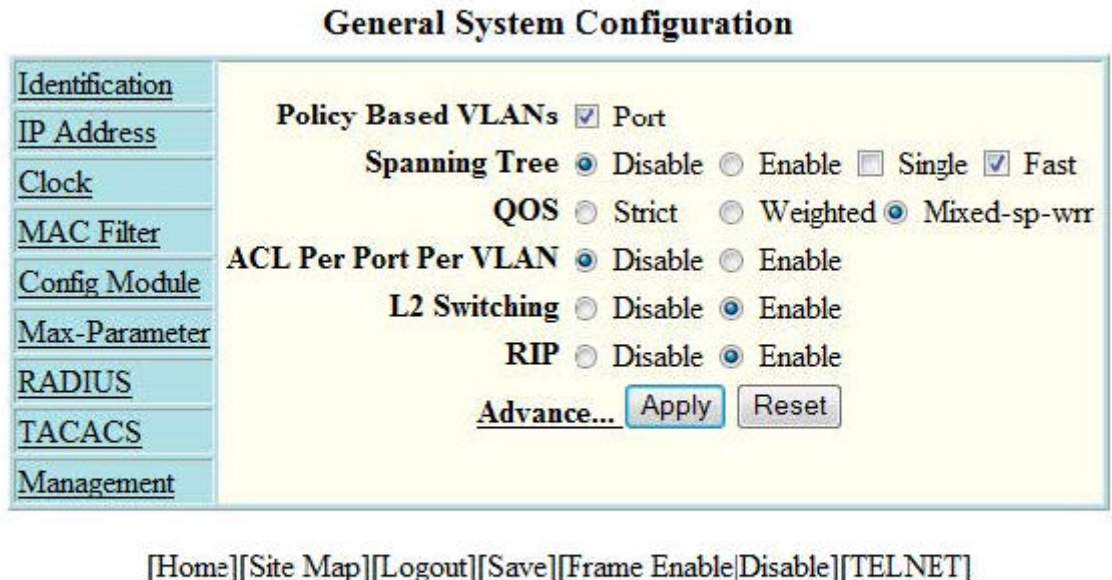 General System Configuration
Identification
IP Address
Clock
MAC Filter
Config Module
Max-Parameter
RADIUS
TACACS
Management
Policy Based VLANs Port
Spanning Tree Disable Enable Single Fast
QOS Strict Weighted Mixed-sp-wrr
ACL Per Port Per VLAN Disable Enable
L2 Switching Disable Enable
RIP Disable Enable
Advance... Apply Reset
[Home][Site Map][Logout][Save][Frame Enable|Disable][TELNET]